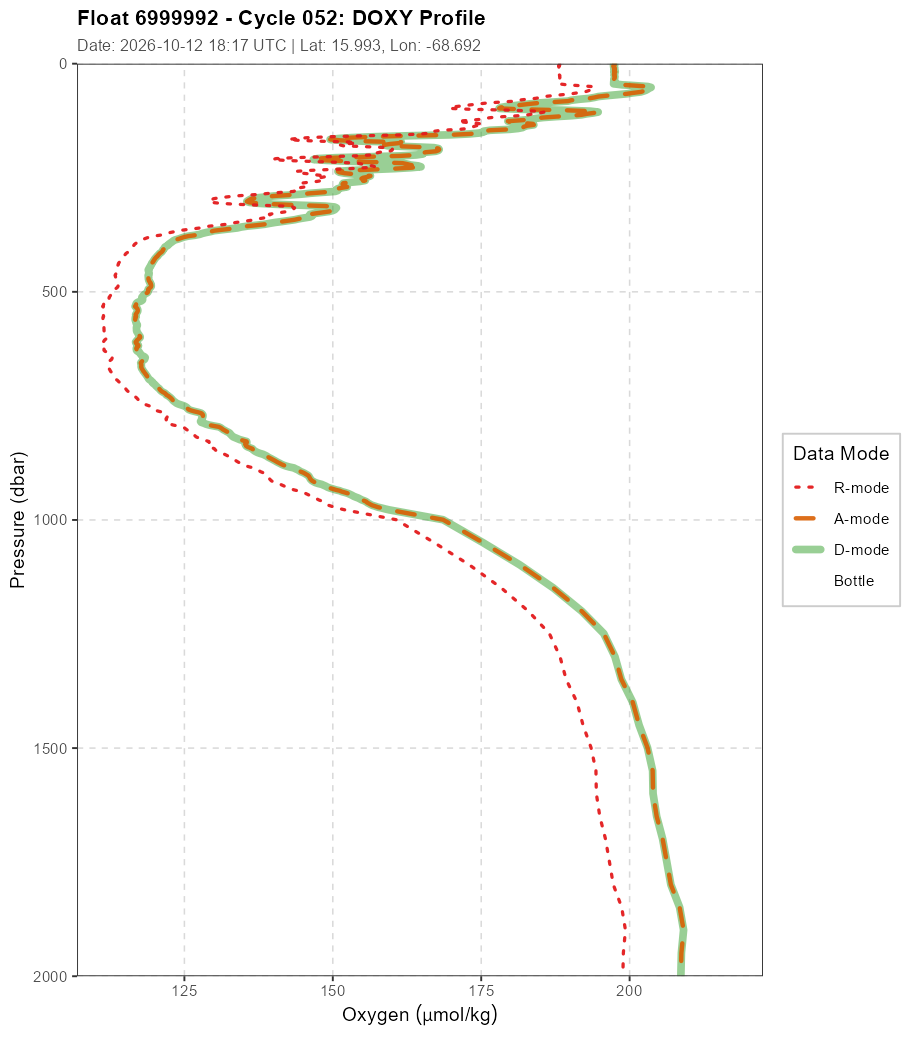 Float 6999992 - Cycle 052: DOXY Profile
Date: 2026-10-12 18:17 UTC | Lat: 15.993, Lon: -68.692
0
500
1000
1500
2000
Pressure (dbar)
125
150
175
200
Oxygen (μmol/kg)
Data Mode
R-mode
A-mode
D-mode
Bottle